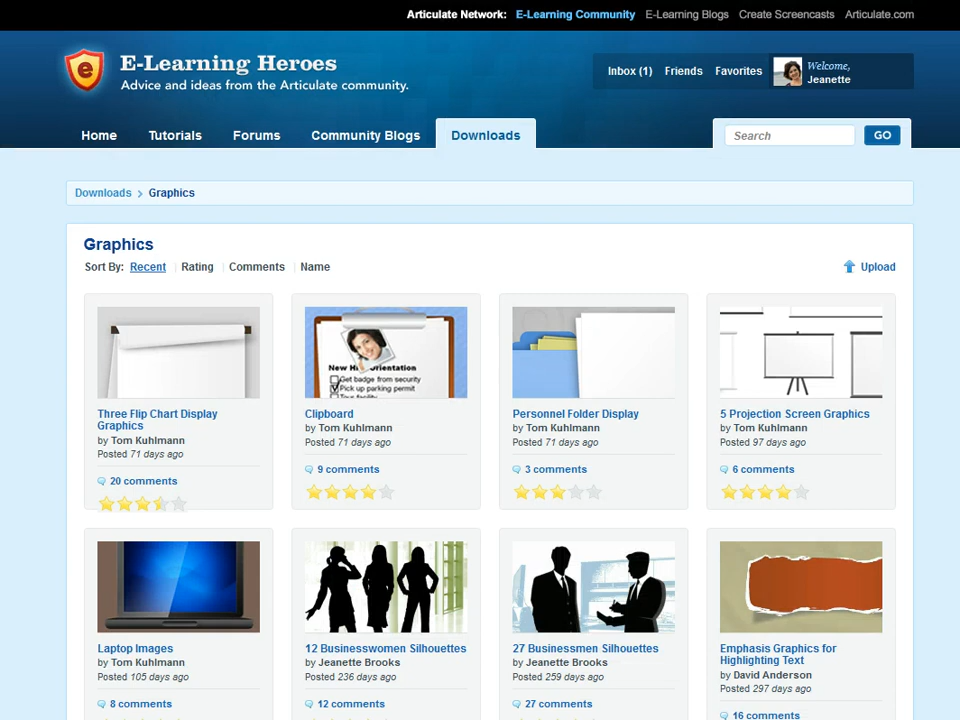 Articulate Network: E-Learning Community E-Learning Blogs Create Screencasts Articulate.com
e E-Learning Heroes
Advice and ideas from the Articulate community.
Inbox (1) Friends Favorites Welcome,
Jeanette
Home Tutorials Forums Community Blogs Downloads Search GO
Downloads > Graphics
Graphics
Sort By: Recent Rating Comments Name Upload
New Hire Orientation
Get badge from security
Pick up parking permit
Tour facility
Three Flip Chart Display
Graphics
by Tom Kuhlmann
Posted 71 days ago
20 comments
Clipboard
by Tom Kuhlmann
Posted 71 days ago
9 comments
Personnel Folder Display
by Tom Kuhlmann
Posted 71 days ago
3 comments
5 Projection Screen Graphics
by Tom Kuhlmann
Posted 97 days ago
6 comments
Laptop Images
by Tom Kuhlmann
Posted 105 days ago
8 comments
12 Businesswomen Silhouettes
by Jeanette Brooks
Posted 236 days ago
12 comments
27 Businessmen Silhouettes
by Jeanette Brooks
Posted 259 days ago
27 comments
Emphasis Graphics for
Highlighting Text
by David Anderson
Posted 297 days ago
16 comments